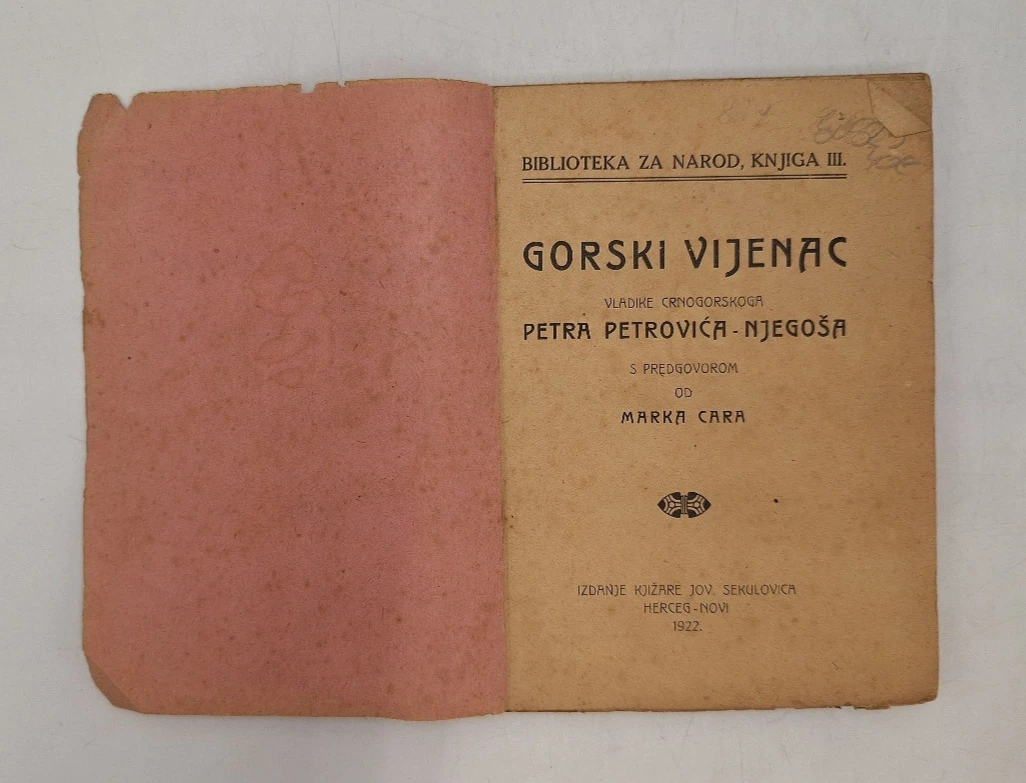 BIBLIOTEKA ZA NAROD, KNJIGA III.
GORSKI VIJENAC
VLADIKE CRNOGORSKOGA
PETRA PETROVIĆA - NJEGOŠA
S PREDGOVOROM
OD
MARKA CARA
IZDANJE KJIŽARE JOV. SEKULOVICA
HERCEG-NOVI
1922.